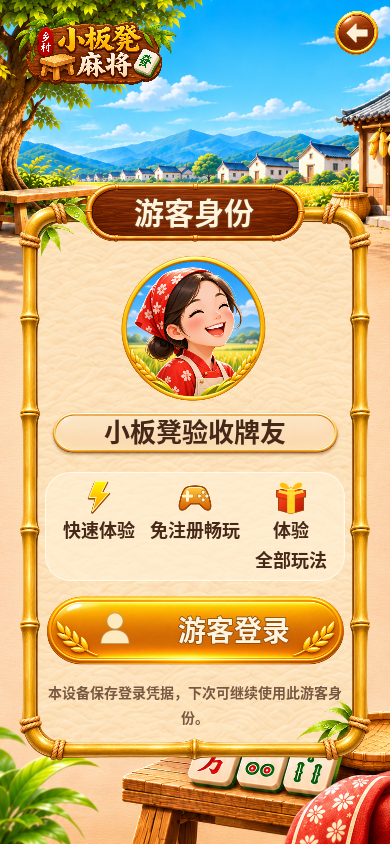 乡村
小板凳
麻将
發
游客身份
小板凳验收牌友
快速体验
免注册畅玩
体验
全部玩法
游客登录
本设备保存登录凭据，下次可继续使用此游客身
份。
万